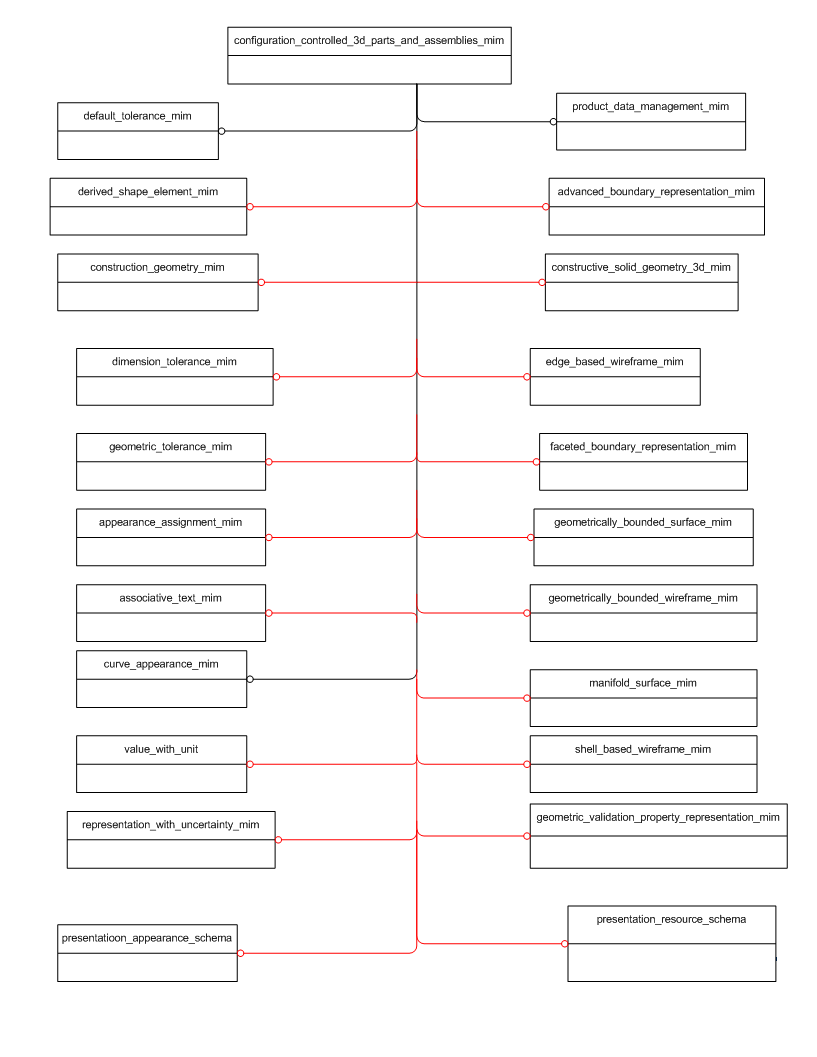 configuration_controlled_3d_parts_and_assemblies_mim
default_tolerance_mim
product_data_management_mim
derived_shape_element_mim
advanced_boundary_representation_mim
construction_geometry_mim
constructive_solid_geometry_3d_mim
dimension_tolerance_mim
edge_based_wireframe_mim
geometric_tolerance_mim
faceted_boundary_representation_mim
appearance_assignment_mim
geometrically_bounded_surface_mim
associative_text_mim
geometrically_bounded_wireframe_mim
curve_appearance_mim
manifold_surface_mim
value_with_unit
shell_based_wireframe_mim
representation_with_uncertainty_mim
geometric_validation_property_representation_mim
presentatioon_appearance_schema
presentation_resource_schema